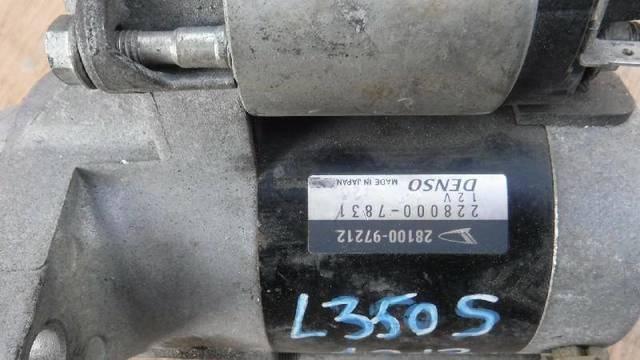 28100-97212
228000-7831
12V
DENSO MADE IN JAPAN
L350S